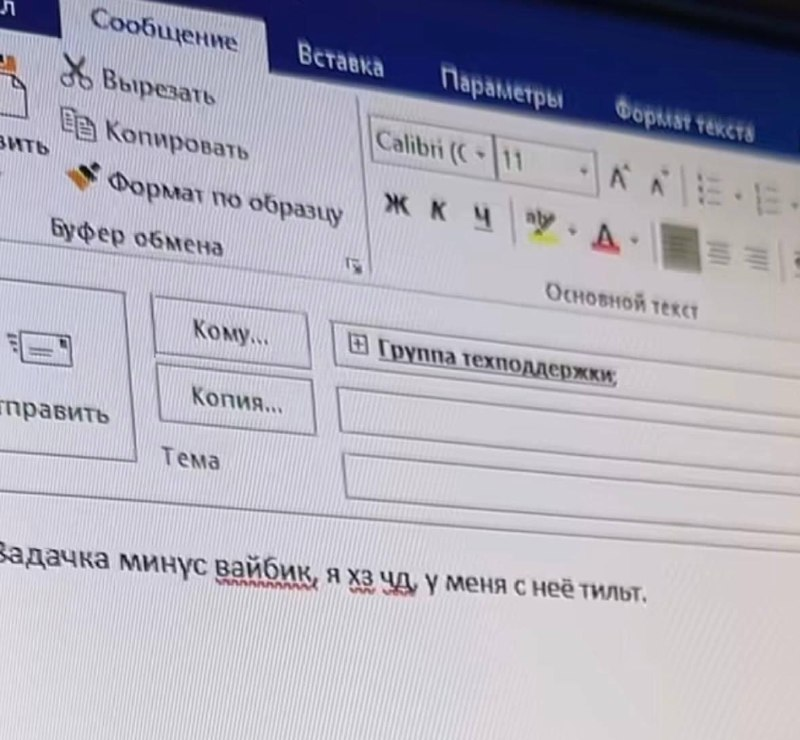 Сообщение
Вставка
Параметры
Формат текста
Вырезать
Копировать
Формат по образцу
Буфер обмена
Calibri (С
11
Ж К Ч
Основной текст
Кому...
Группа техподдержки;
Копия...
Тема
Задачка минус вайбик, я хз чд, у меня с неё тильт.